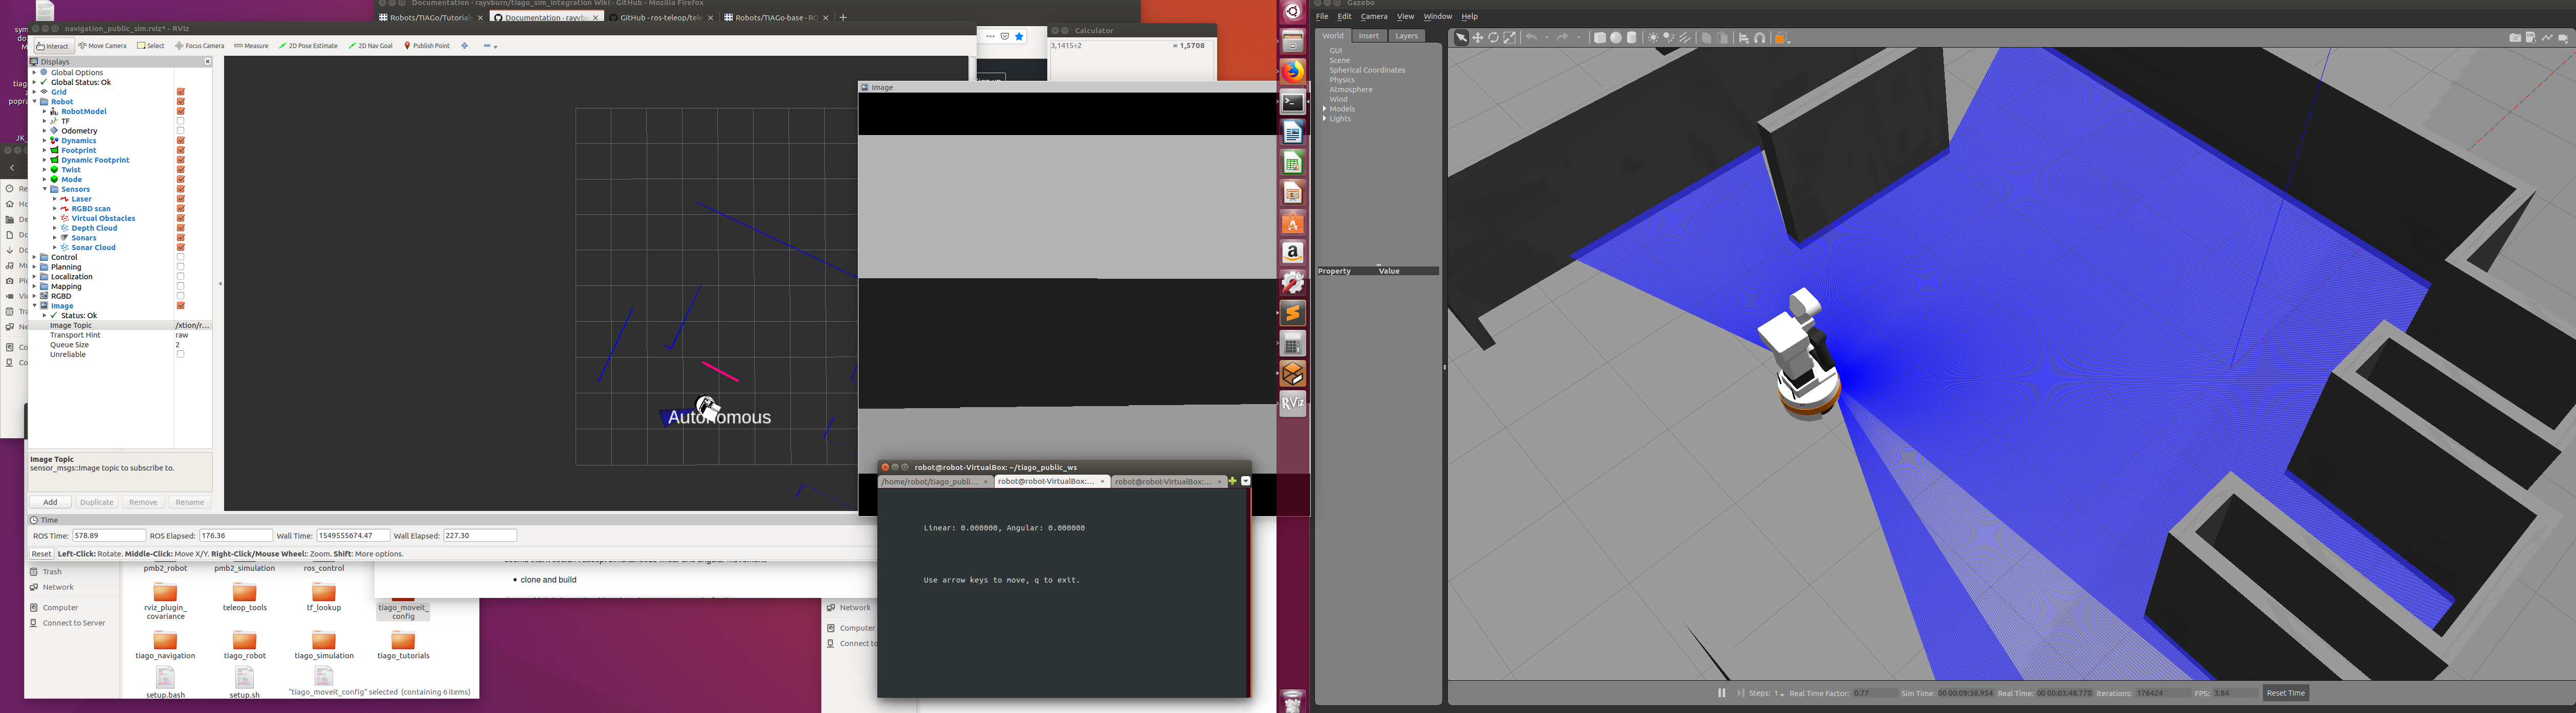 tiago_sim_integration Wiki - GitHub - Mozilla Firefox
Robots/TIAGo/Tutorial
Documentation - rayvburn/t
GitHub - ros-teleop/tele
Robots/TIAGo-base - RO
navigation_public_sim.rviz* - RViz
Interact
Move Camera
Select
Focus Camera
Measure
2D Pose Estimate
2D Nav Goal
Publish Point
Displays
Global Options
Global Status: Ok
Grid
Robot
RobotModel
TF
Odometry
Dynamics
Footprint
Dynamic Footprint
Twist
Mode
Sensors
Laser
RGBD scan
Virtual Obstacles
Depth Cloud
Sonars
Sonar Cloud
Control
Planning
Localization
Mapping
RGBD
Image
Status: Ok
Image Topic /xtion/r...
Transport Hint raw
Queue Size 2
Unreliable
Image Topic
sensor_msgs::Image topic to subscribe to.
Add Duplicate Remove Rename
Time
ROS Time: 578.89 ROS Elapsed: 176.36 Wall Time: 1549555674.47 Wall Elapsed: 227.30
Reset Left-Click: Rotate. Middle-Click: Move X/Y. Right-Click/Mouse Wheel:: Zoom. Shift: More options.
Autonomous
Calculator
3,1415÷2 = 1,5708
Image
robot@robot-VirtualBox: ~/tiago_public_ws
/home/robot/tiago_publi...
robot@robot-VirtualBox:...
robot@robot-VirtualBox:...
Linear: 0.000000, Angular: 0.000000
Use arrow keys to move, q to exit.
clone and build
Trash
Network
Computer
Connect to Server
pmb2_robot
pmb2_simulation
ros_control
rviz_plugin_
covariance
teleop_tools
tf_lookup
tiago_moveit_
config
tiago_navigation
tiago_robot
tiago_simulation
tiago_tutorials
setup.bash
setup.sh
"tiago_moveit_config" selected (containing 6 items)
Network
Computer
Connect to
RViz
Gazebo
File Edit Camera View Window Help
World Insert Layers
GUI
Scene
Spherical Coordinates
Physics
Atmosphere
Wind
Models
Lights
Property Value
Steps: 1 Real Time Factor: 0.77 Sim Time: 00 00:09:38.954 Real Time: 00 00:03:48.770 Iterations: 176424 FPS: 3.84 Reset Time